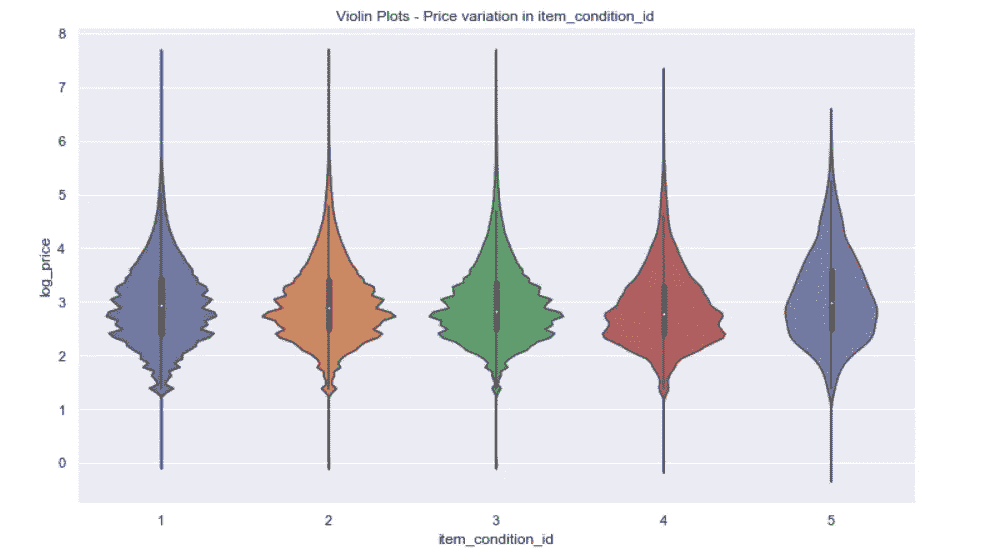 Violin Plots - Price variation in item_condition_id
8
7
6
5
4
3
2
1
0
log_price
1 2 3 4 5
item_condition_id